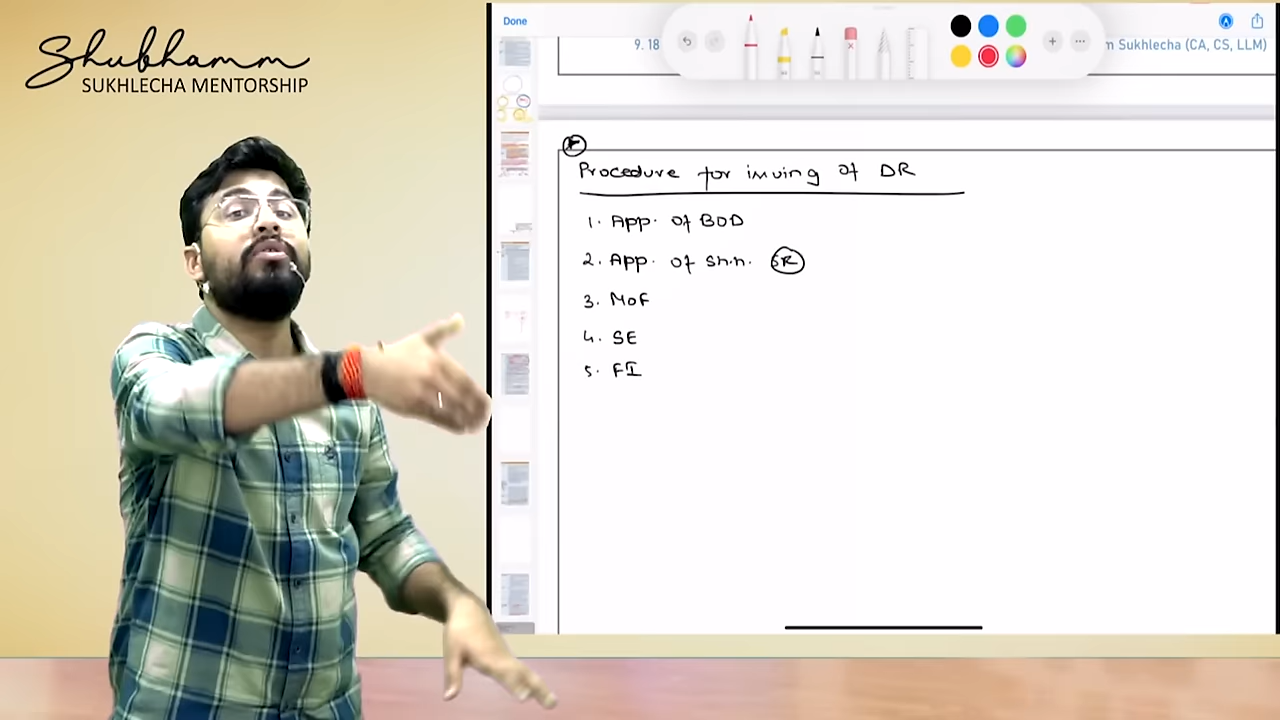 Shubhamm
SUKHLECHA MENTORSHIP
Done
9. 18
m Sukhlecha (CA, CS, LLM)
Procedure for issuing of DR
1. App. of BOD
2. App. of Sh.h. SR
3. MoF
4. SE
5. FI